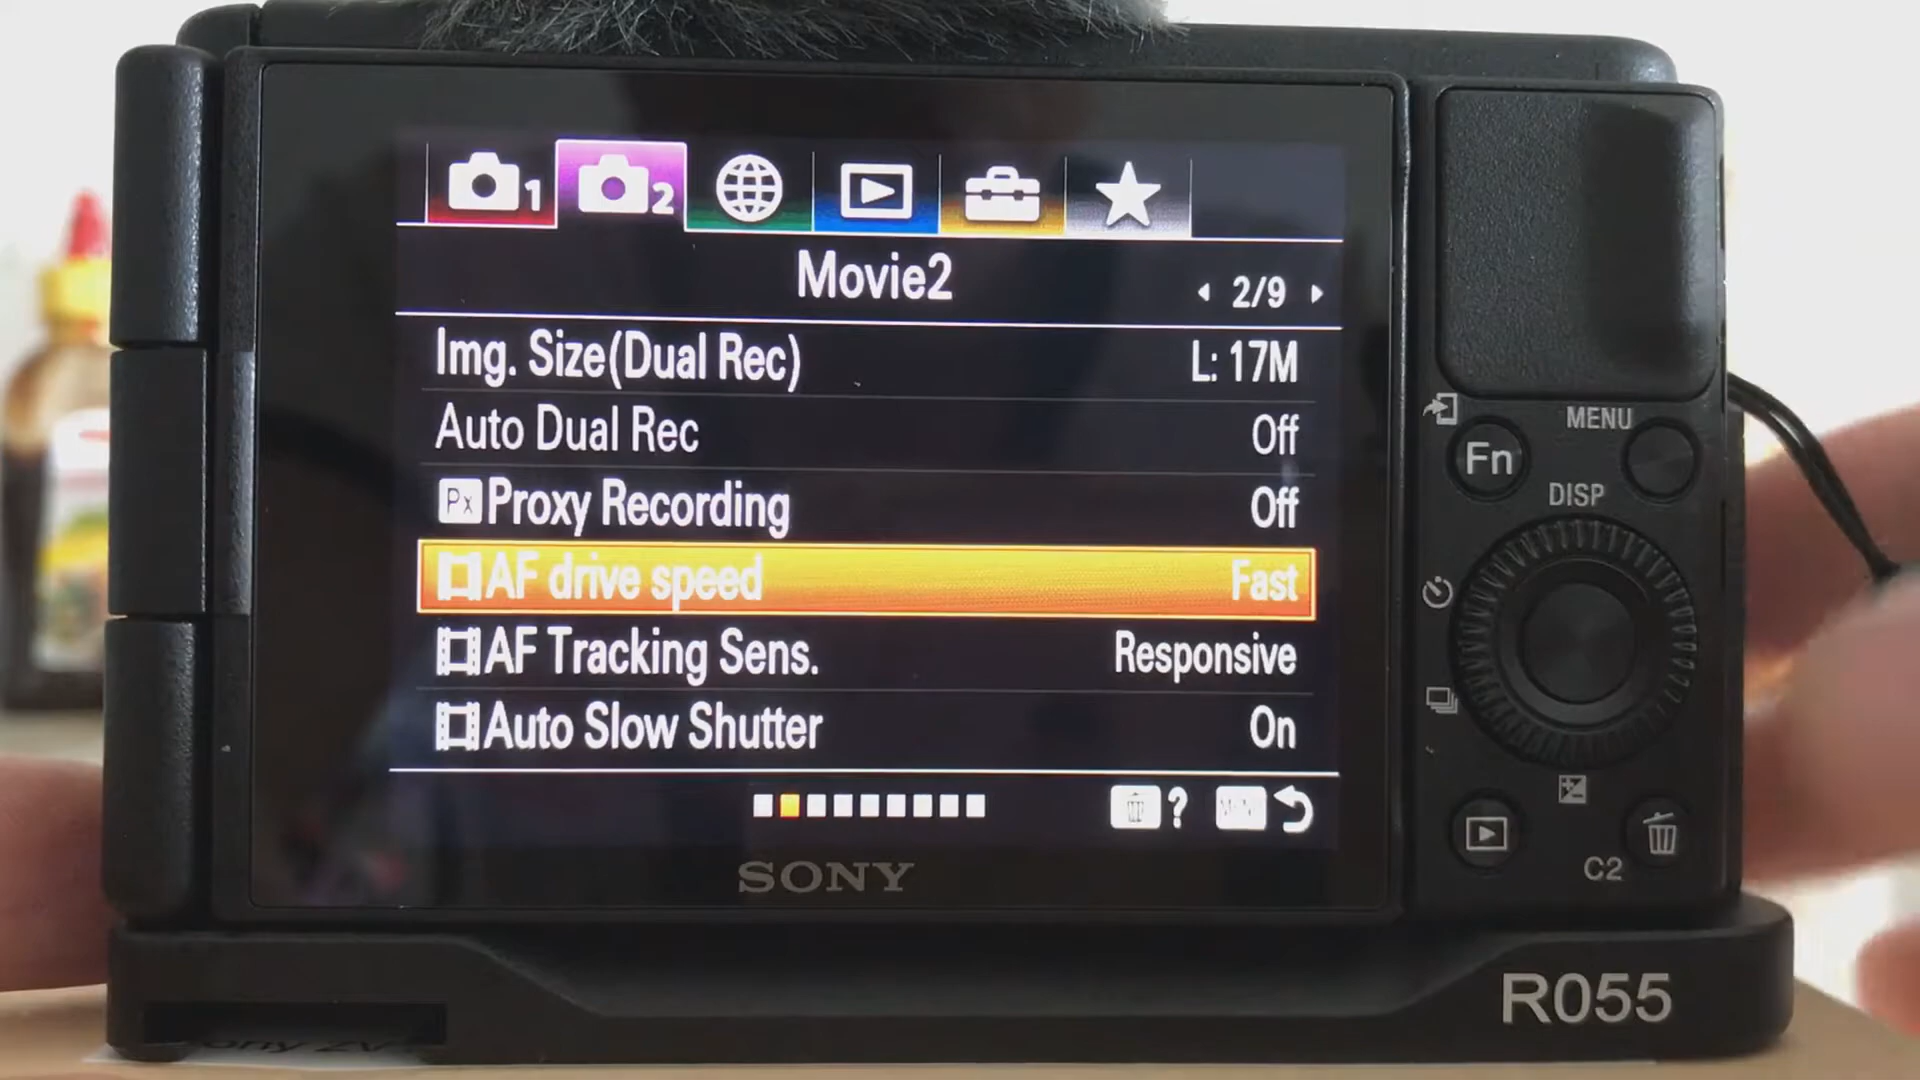 1 2
Movie2 2/9
Img. Size(Dual Rec) L: 17M
Auto Dual Rec Off
Px Proxy Recording Off
AF drive speed Fast
AF Tracking Sens. Responsive
Auto Slow Shutter On
?
SONY
MENU
Fn
DISP
C2
R055